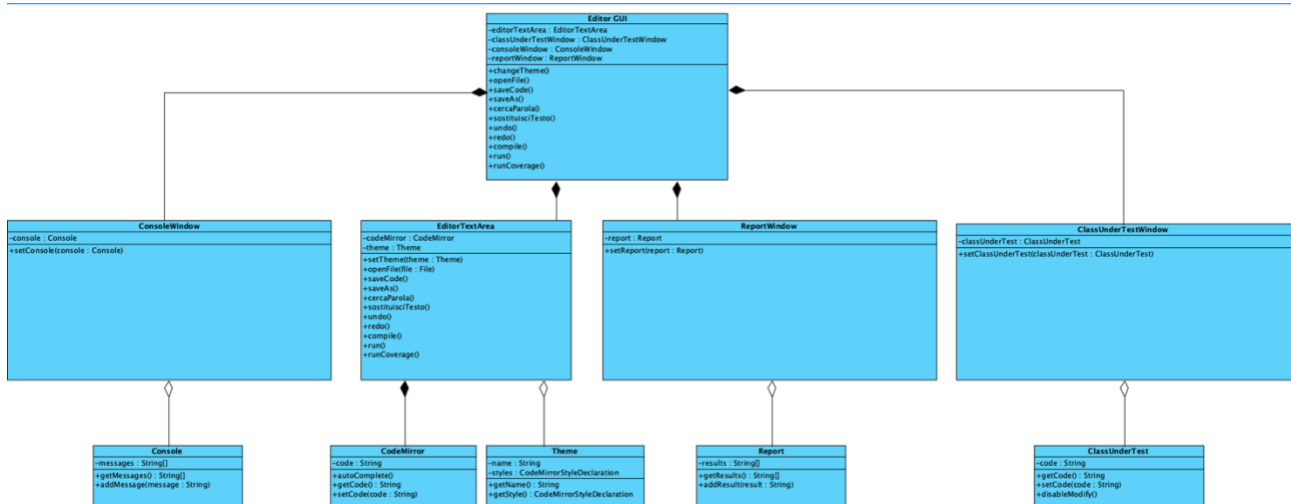 Editor GUI
-editorTextArea : EditorTextArea
-classUnderTestWindow : ClassUnderTestWindow
-consoleWindow : ConsoleWindow
-reportWindow : ReportWindow
+changeTheme()
+openFile()
+saveCode()
+saveAs()
+cercaParola()
+sostituisciTesto()
+undo()
+redo()
+compile()
+run()
+runCoverage()
ConsoleWindow
-console : Console
+setConsole(console : Console)
EditorTextArea
-codeMirror : CodeMirror
-theme : Theme
+setTheme(theme : Theme)
+openFile(file : File)
+saveCode()
+saveAs()
+cercaParola()
+sostituisciTesto()
+undo()
+redo()
+compile()
+run()
+runCoverage()
ReportWindow
-report : Report
+setReport(report : Report)
ClassUnderTestWindow
-classUnderTest : ClassUnderTest
+setClassUnderTest(classUnderTest : ClassUnderTest)
Console
-messages : String[]
+getMessages() : String[]
+addMessage(message : String)
CodeMirror
-code : String
+autoComplete()
+getCode() : String
+setCode(code : String)
Theme
-name : String
-styles : CodeMirrorStyleDeclaration
+getName() : String
+getStyle() : CodeMirrorStyleDeclaration
Report
-results : String[]
+getResults() : String[]
+addResult(result : String)
ClassUnderTest
-code : String
+getCode() : String
+setCode(code : String)
+disableModify()